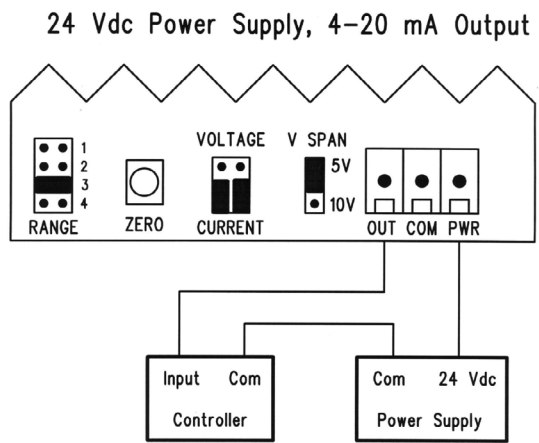 24 Vdc Power Supply, 4-20 mA Output
VOLTAGE V SPAN
1
2
3
4
5V
10V
RANGE ZERO CURRENT OUT COM PWR
Input Com
Controller
Com 24 Vdc
Power Supply